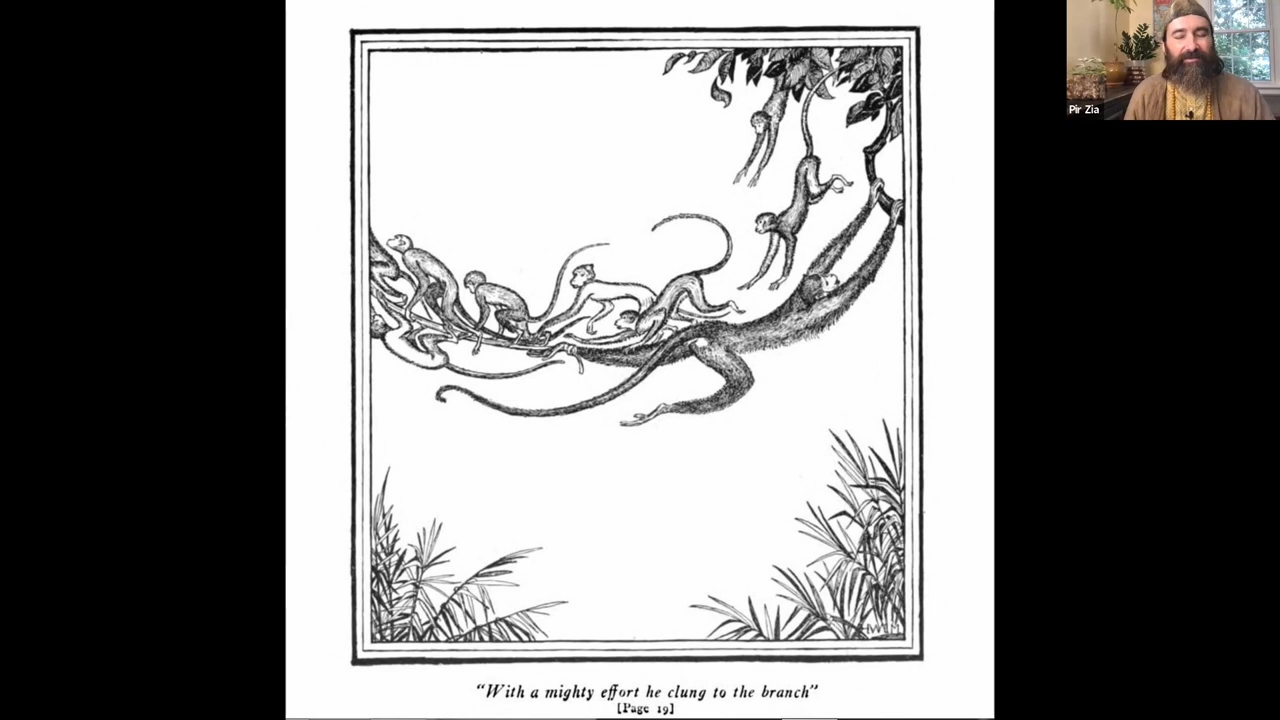 Pir Zia
"With a mighty effort he clung to the branch"
[Page 19]